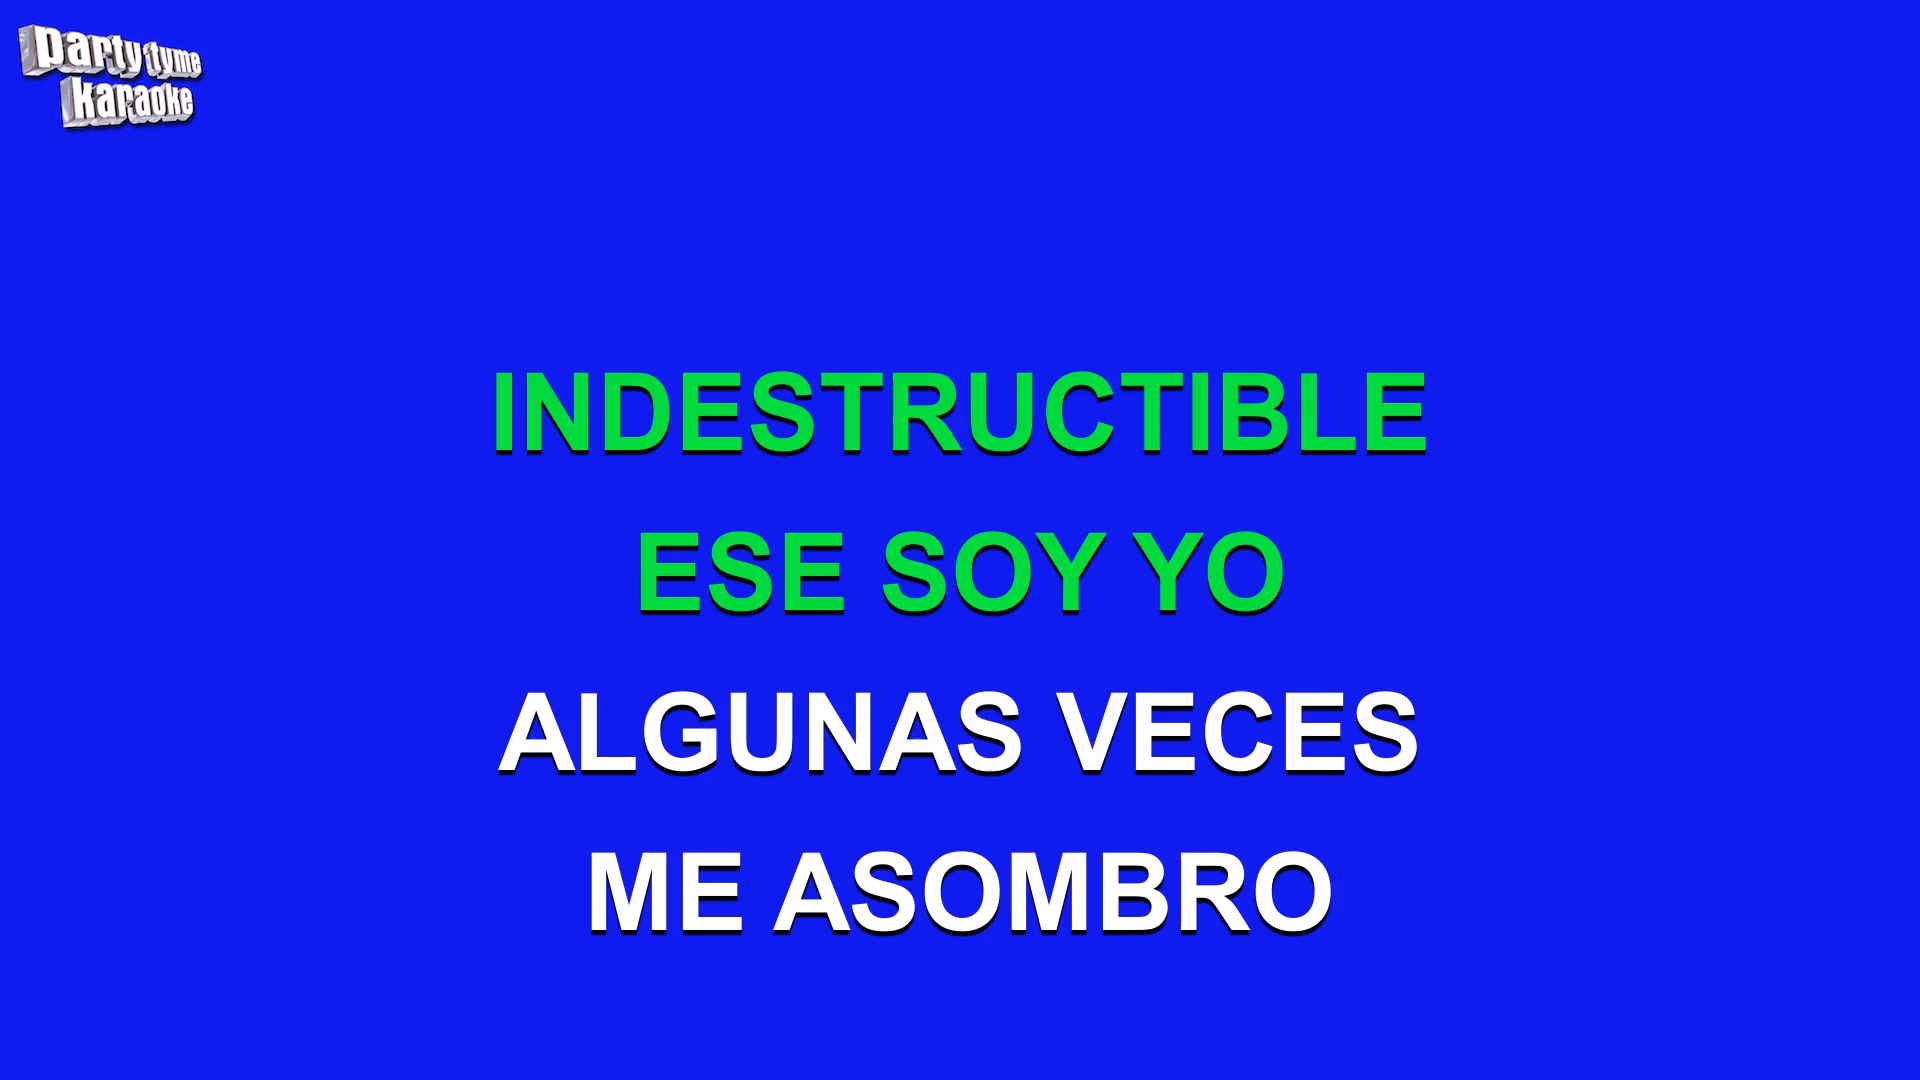 party tyme
karaoke
INDESTRUCTIBLE
ESE SOY YO
ALGUNAS VECES
ME ASOMBRO